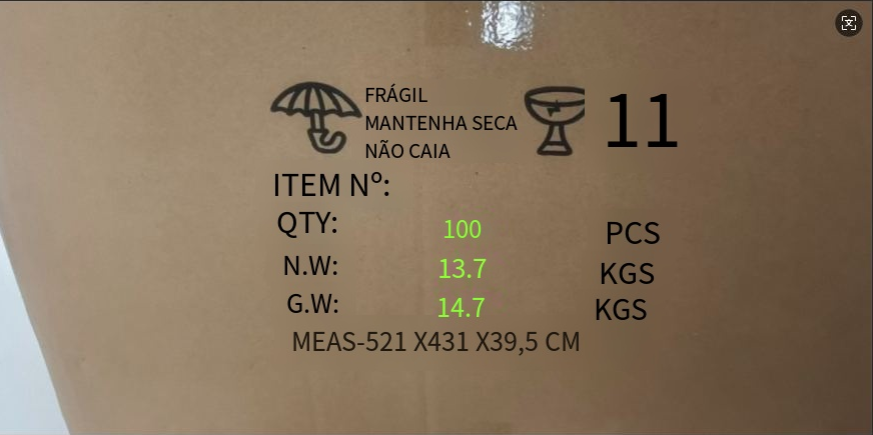 FRÁGIL
MANTENHA SECA
NÃO CAIA
11
ITEM Nº:
QTY: 100 PCS
N.W: 13.7 KGS
G.W: 14.7 KGS
MEAS-521 X431 X39,5 CM